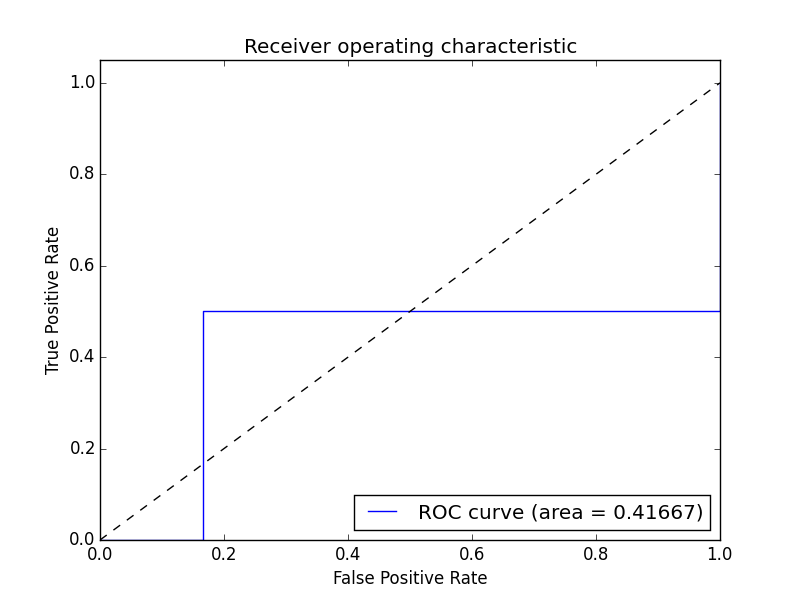 Receiver operating characteristic
True Positive Rate
1.0
0.8
0.6
0.4
0.2
0.0
ROC curve (area = 0.41667)
0.0 0.2 0.4 0.6 0.8 1.0
False Positive Rate